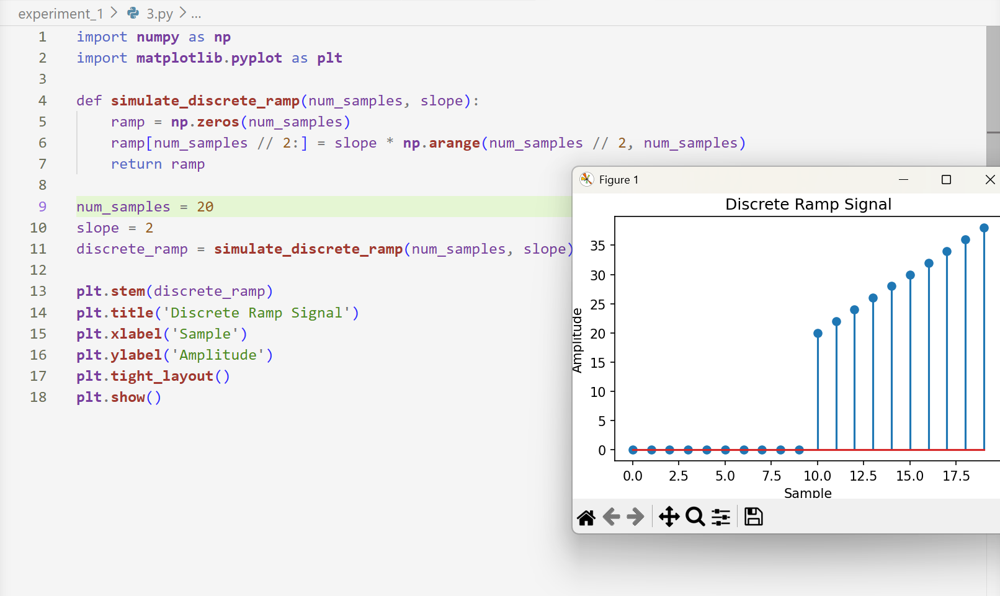 experiment_1 > 3.py > ...
1 import numpy as np
2 import matplotlib.pyplot as plt
3
4 def simulate_discrete_ramp(num_samples, slope):
5     ramp = np.zeros(num_samples)
6     ramp[num_samples // 2:] = slope * np.arange(num_samples // 2, num_samples)
7     return ramp
8
9 num_samples = 20
10 slope = 2
11 discrete_ramp = simulate_discrete_ramp(num_samples, slope)
12
13 plt.stem(discrete_ramp)
14 plt.title('Discrete Ramp Signal')
15 plt.xlabel('Sample')
16 plt.ylabel('Amplitude')
17 plt.tight_layout()
18 plt.show()
Figure 1
Discrete Ramp Signal
Amplitude
35
30
25
20
15
10
5
0
0.0 2.5 5.0 7.5 10.0 12.5 15.0 17.5
Sample